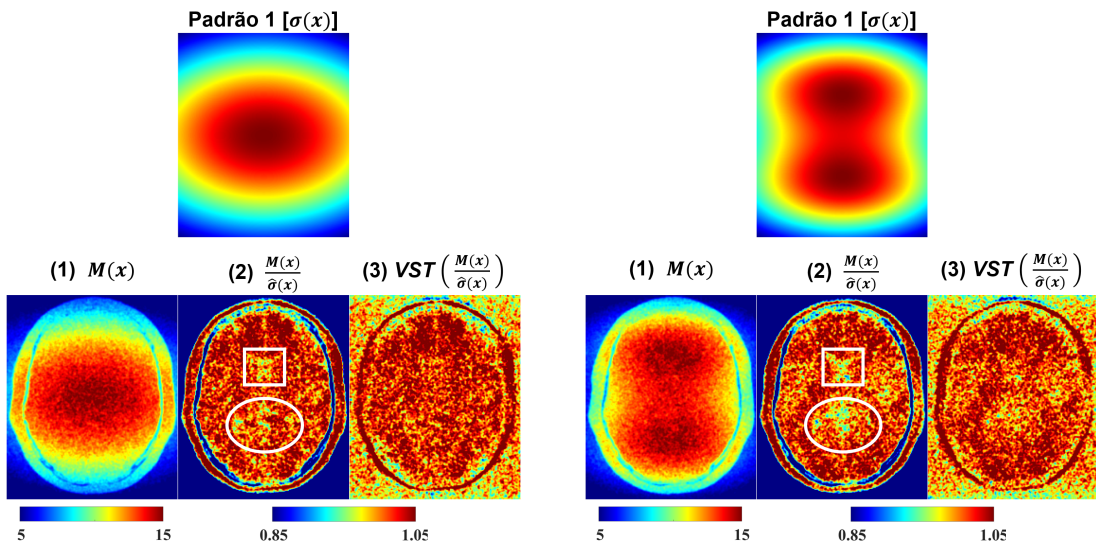 Padrão 1 [σ(x)]
Padrão 1 [σ(x)]
(1) M(x)
(2) M(x)/σ̂(x)
(3) VST (M(x)/σ̂(x))
(1) M(x)
(2) M(x)/σ̂(x)
(3) VST (M(x)/σ̂(x))
5 15 0.85 1.05
5 15 0.85 1.05